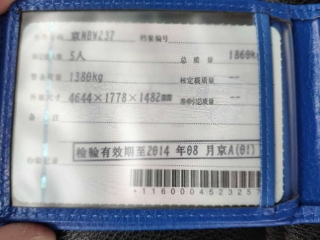 号牌号码 京NBW237 档案编号
核定载人数 5人 总质量 1860kg
整备质量 1380kg 核定载质量 --
外廓尺寸 4644×1778×1482mm 准牵引总质量 --
备注
检验有效期至2014年08月京A(01)
检验记录
*1160004523257